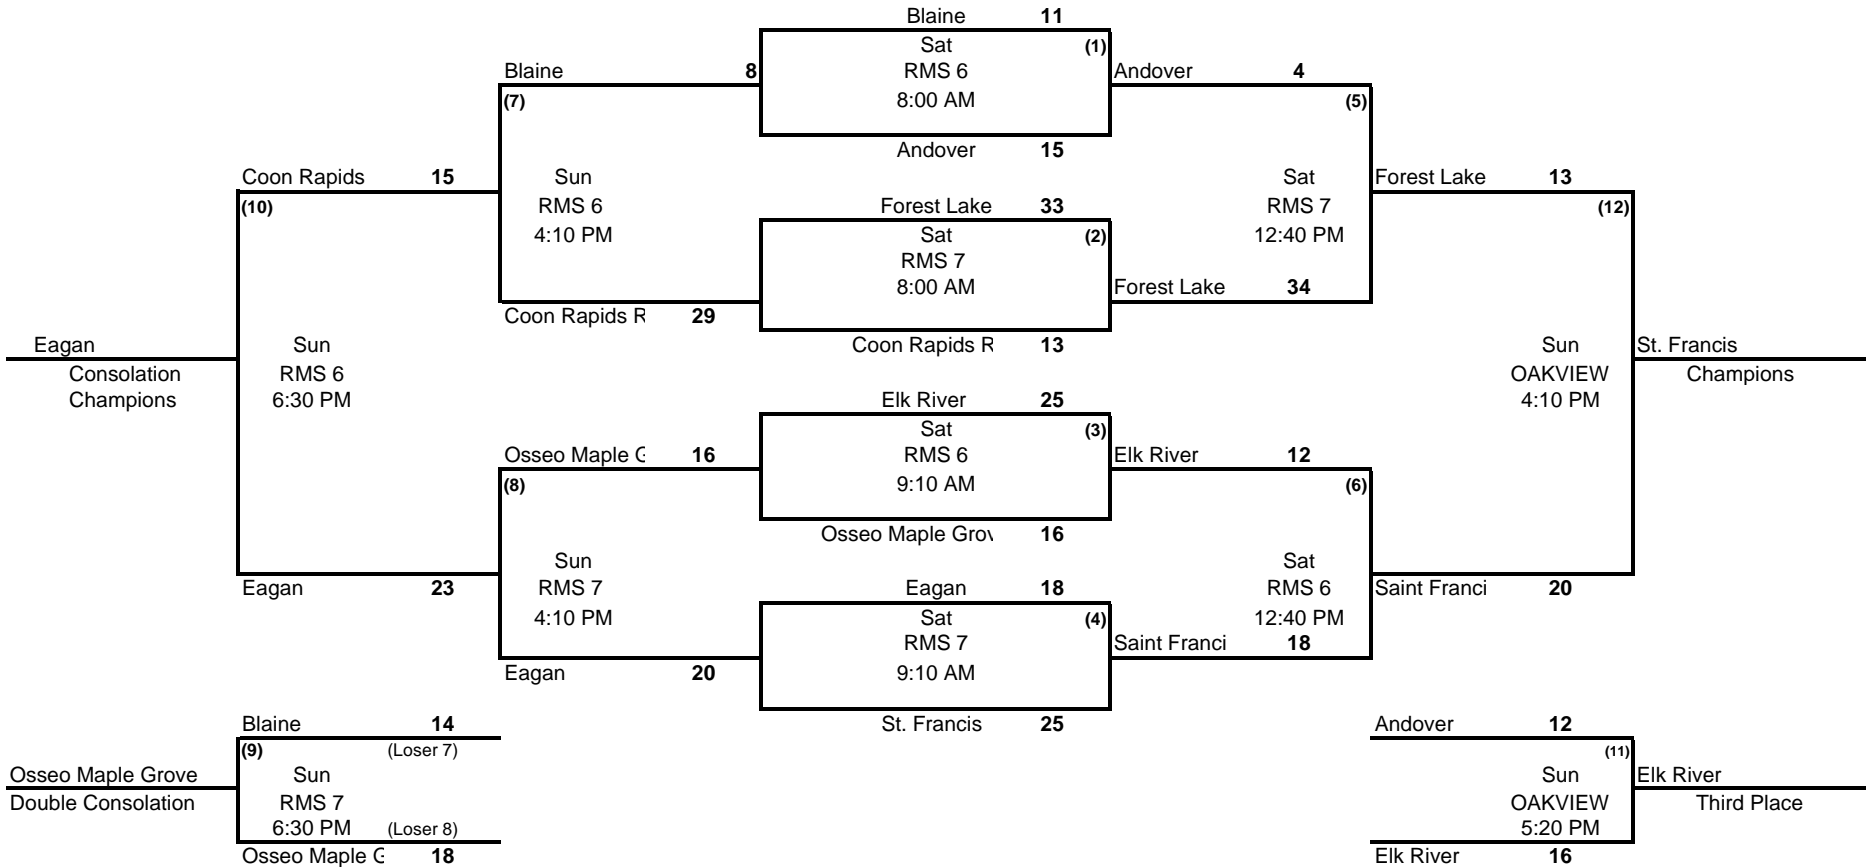 Blaine 11
Sat (1)
Blaine 8 RMS 6 Andover 4
(7) 8:00 AM (5)
Andover 15
Coon Rapids 15 Sun Sat Forest Lake 13
(10) RMS 6 Forest Lake 33 RMS 7 (12)
4:10 PM Sat (2) 12:40 PM
RMS 7
8:00 AM Forest Lake 34
Coon Rapids R 29
Eagan Sun Coon Rapids R 13 Sun St. Francis
Consolation RMS 6 OAKVIEW Champions
Champions 6:30 PM Elk River 25 4:10 PM
Sat (3)
Osseo Maple G 16 RMS 6 Elk River 12
(8) 9:10 AM (6)
Osseo Maple Grov 16
Sun Sat
Eagan 23 RMS 7 Eagan 18 RMS 6 Saint Franci 20
4:10 PM Sat (4) 12:40 PM
RMS 7 Saint Franci 18
Eagan 20 9:10 AM
Blaine 14 St. Francis 25 Andover 12
(9) (Loser 7) (11)
Osseo Maple Grove Sun Sun Elk River
Double Consolation RMS 7 OAKVIEW Third Place
6:30 PM (Loser 8) 5:20 PM
Osseo Maple G 18 Elk River 16